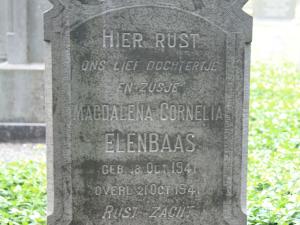 HIER RUST
ONS LIEF DOCHTERTJE
EN ZUSJE
MAGDALENA CORNELIA
ELENBAAS
GEB. 18 OCT. 1941
OVERL. 21 OCT 1941
RUST ZACHT